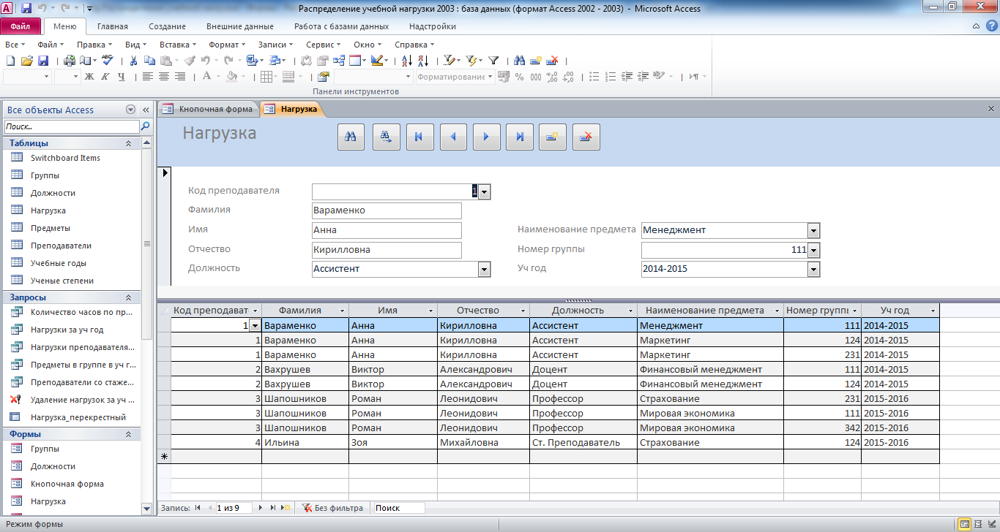 Распределение учебной нагрузки 2003 : база данных (формат Access 2002 - 2003) - Microsoft Access
Файл Меню Главная Создание Внешние данные Работа с базами данных Надстройки
Все Файл Правка Вид Вставка Формат Записи Сервис Окно Справка
Ж К Ч Форматирование % 000
Панели инструментов
Все объекты Access
Поиск...
Таблицы
Switchboard Items
Группы
Должности
Нагрузка
Предметы
Преподаватели
Учебные годы
Ученые степени
Запросы
Количество часов по пр...
Нагрузки за уч год
Нагрузки преподавателя...
Предметы в группе в уч г...
Преподаватели со стаже...
Удаление нагрузок за уч ...
Нагрузка_перекрестный
Формы
Группы
Должности
Кнопочная форма
Нагрузка
Кнопочная форма Нагрузка
Нагрузка
Код преподавателя 1
Фамилия Вараменко
Имя Анна
Отчество Кирилловна
Должность Ассистент
Наименование предмета Менеджмент
Номер группы 111
Уч год 2014-2015
Код преподават Фамилия Имя Отчество Должность Наименование предмета Номер группы Уч год
1 Вараменко Анна Кирилловна Ассистент Менеджмент 111 2014-2015
1 Вараменко Анна Кирилловна Ассистент Маркетинг 124 2014-2015
1 Вараменко Анна Кирилловна Ассистент Маркетинг 231 2014-2015
2 Вахрушев Виктор Александрович Доцент Финансовый менеджмент 111 2014-2015
2 Вахрушев Виктор Александрович Доцент Финансовый менеджмент 124 2014-2015
3 Шапошников Роман Леонидович Профессор Страхование 231 2015-2016
3 Шапошников Роман Леонидович Профессор Мировая экономика 111 2015-2016
3 Шапошников Роман Леонидович Профессор Мировая экономика 342 2015-2016
4 Ильина Зоя Михайловна Ст. Преподаватель Страхование 124 2015-2016
Запись: 1 из 9 Без фильтра Поиск
Режим формы